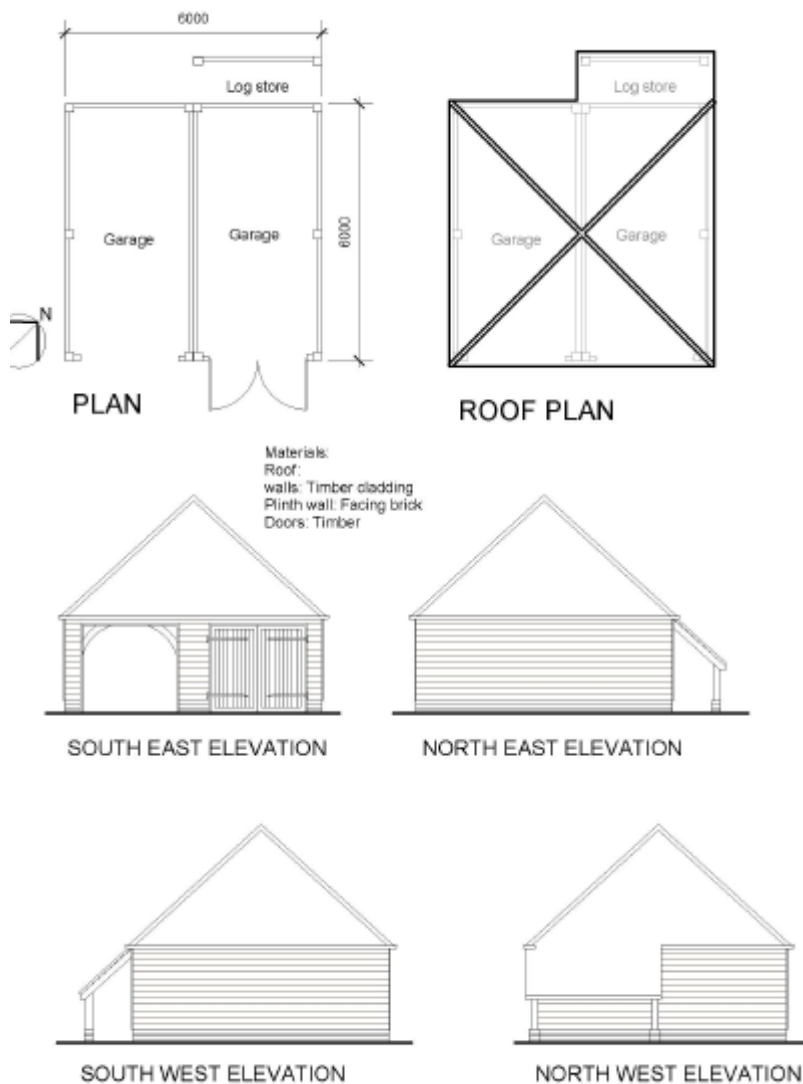 6000
Log store
Log store
Garage
Garage
6000
Garage
Garage
N
PLAN
ROOF PLAN
Materials:
Roof:
walls: Timber cladding
Plinth wall: Facing brick
Doors: Timber
SOUTH EAST ELEVATION
NORTH EAST ELEVATION
SOUTH WEST ELEVATION
NORTH WEST ELEVATION